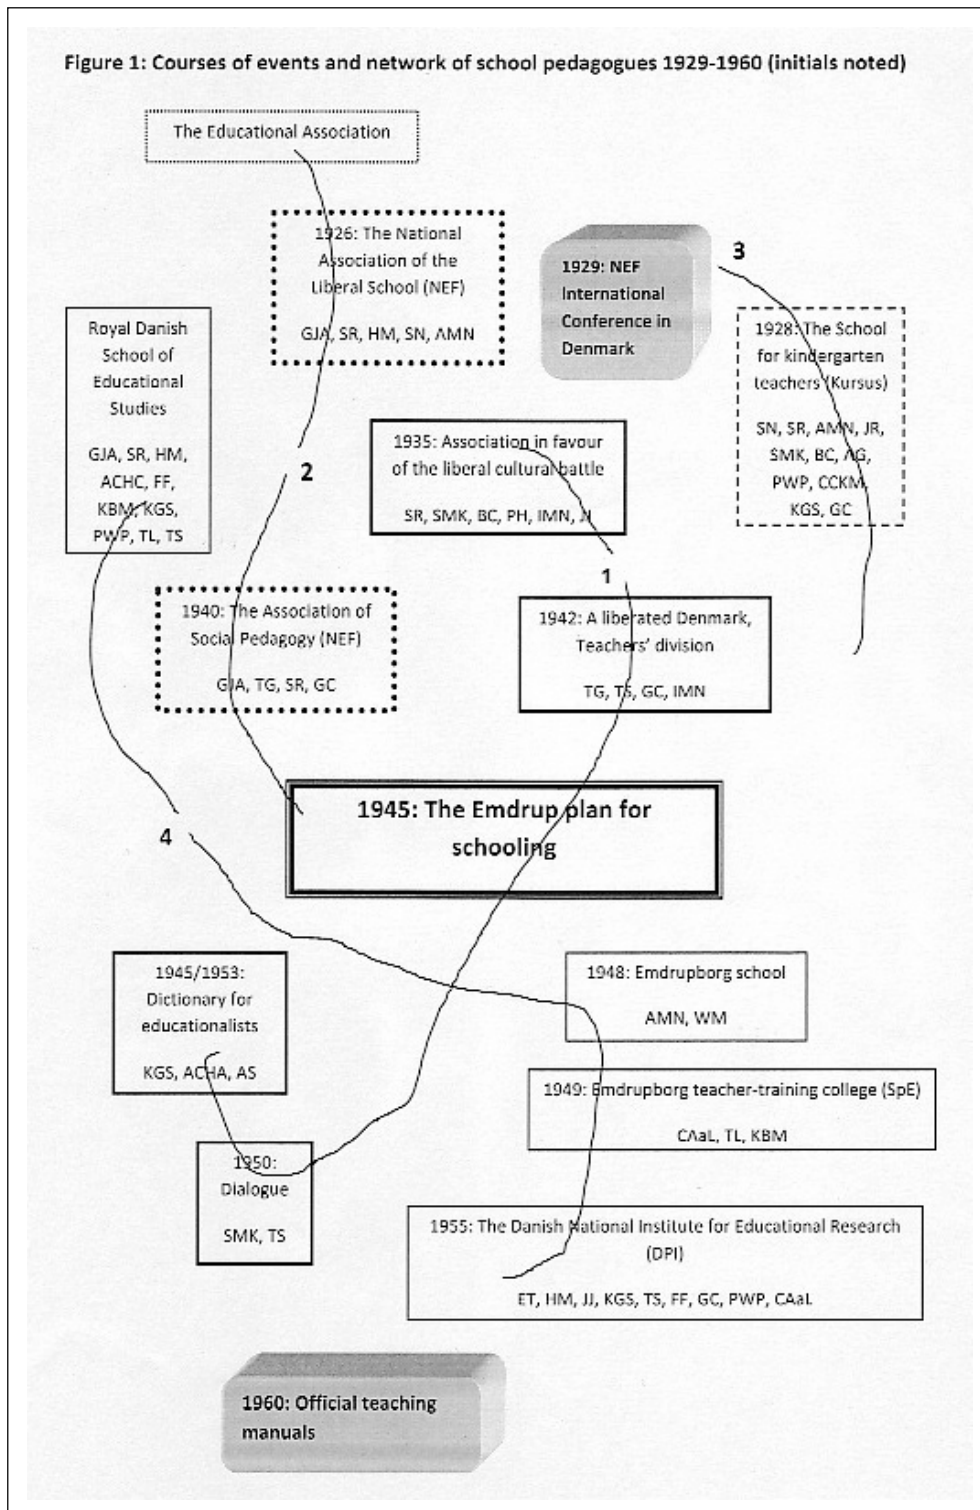 Figure 1: Courses of events and network of school pedagogues 1929-1960 (initials noted)
The Educational Association
1926: The National
Association of the
Liberal School (NEF)
GJA, SR, HM, SN, AMN
1929: NEF
International
Conference in
Denmark
3
Royal Danish
School of
Educational
Studies
GJA, SR, HM,
ACHC, FF,
KBM, KGS,
PWP, TL, TS
1928: The School
for kindergarten
teachers (Kursus)
SN, SR, AMN, JR,
SMK, BC, AG,
PWP, CCKM,
KGS, GC
2
1935: Association in favour
of the liberal cultural battle
SR, SMK, BC, PH, IMN, JJ
1
1940: The Association of
Social Pedagogy (NEF)
GJA, TG, SR, GC
1942: A liberated Denmark,
Teachers' division
TG, TS, GC, IMN
1945: The Emdrup plan for
schooling
4
1945/1953:
Dictionary for
educationalists
KGS, ACHA, AS
1948: Emdrupborg school
AMN, WM
1949: Emdrupborg teacher-training college (SpE)
CAaL, TL, KBM
1950:
Dialogue
SMK, TS
1955: The Danish National Institute for Educational Research
(DPI)
ET, HM, JJ, KGS, TS, FF, GC, PWP, CAaL
1960: Official teaching
manuals